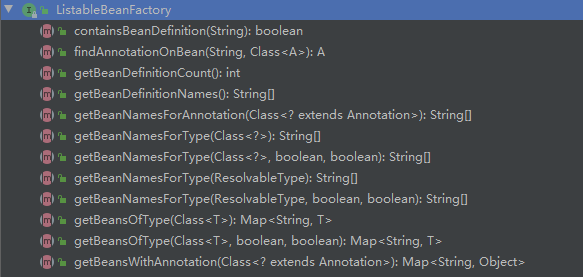 ListableBeanFactory
containsBeanDefinition(String): boolean
findAnnotationOnBean(String, Class<A>): A
getBeanDefinitionCount(): int
getBeanDefinitionNames(): String[]
getBeanNamesForAnnotation(Class<? extends Annotation>): String[]
getBeanNamesForType(Class<?>): String[]
getBeanNamesForType(Class<?>, boolean, boolean): String[]
getBeanNamesForType(ResolvableType): String[]
getBeanNamesForType(ResolvableType, boolean, boolean): String[]
getBeansOfType(Class<T>): Map<String, T>
getBeansOfType(Class<T>, boolean, boolean): Map<String, T>
getBeansWithAnnotation(Class<? extends Annotation>): Map<String, Object>